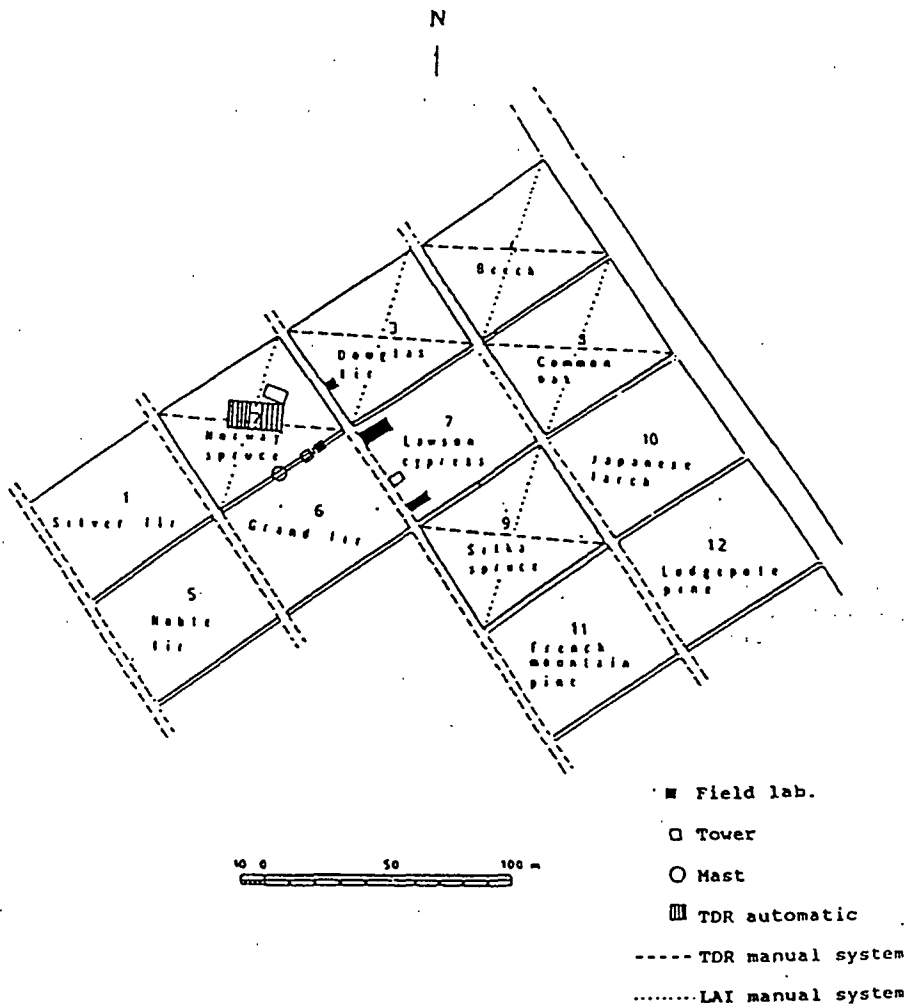 N
Beech
3
Douglas
fir
Common
oak
2
Norway
spruce
7
Lawson
cypress
10
Japanese
larch
1
Silver fir
6
Grand fir
9
Sitka
spruce
12
Lodgepole
pine
5
Noble
fir
11
French
mountain
pine
Field lab.
Tower
10 0 50 100 m
Mast
TDR automatic
TDR manual system
LAI manual system